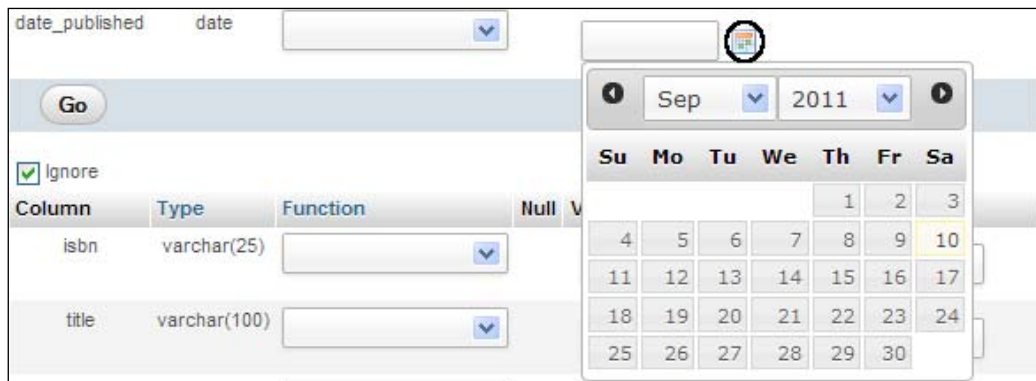 date_published date
Sep 2011
Go
Su Mo Tu We Th Fr Sa
Ignore
1 2 3
Column Type Function Null V
4 5 6 7 8 9 10
isbn varchar(25)
11 12 13 14 15 16 17
18 19 20 21 22 23 24
title varchar(100)
25 26 27 28 29 30